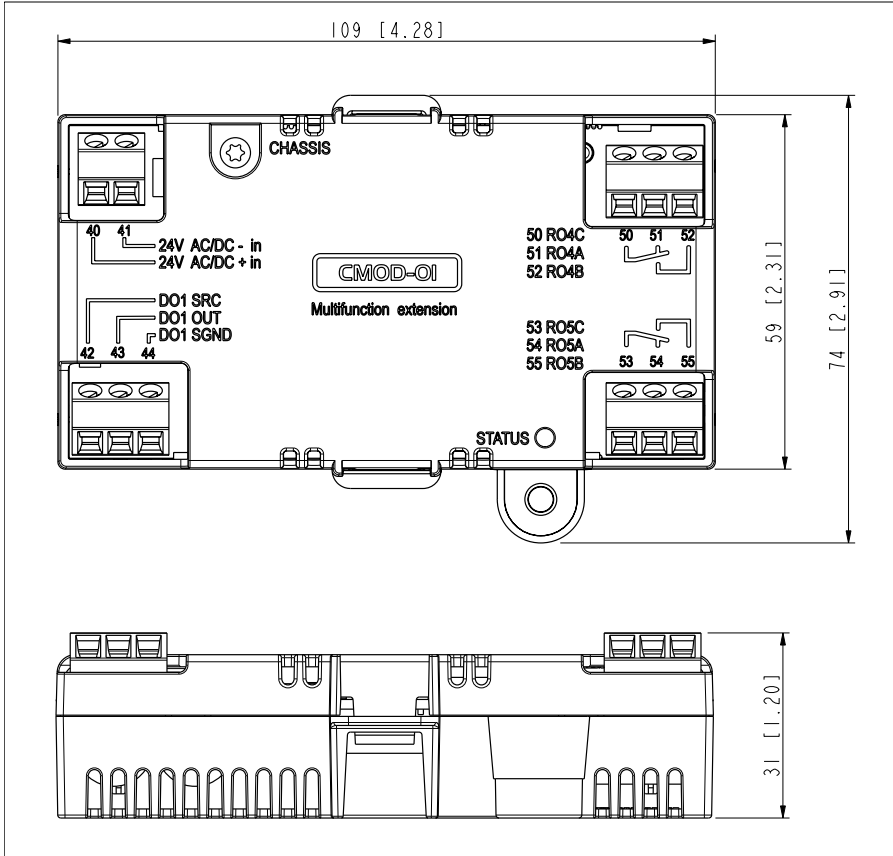 109 [4.28]
CHASSIS
40 41
24V AC/DC - in
24V AC/DC + in
DO1 SRC
DO1 OUT
DO1 SGND
42 43 44
CMOD-01
Multifunction extension
50 RO4C 50 51 52
51 RO4A
52 RO4B
53 RO5C
54 RO5A
55 RO5B 53 54 55
STATUS
59 [2.31]
74 [2.91]
31 [1.20]